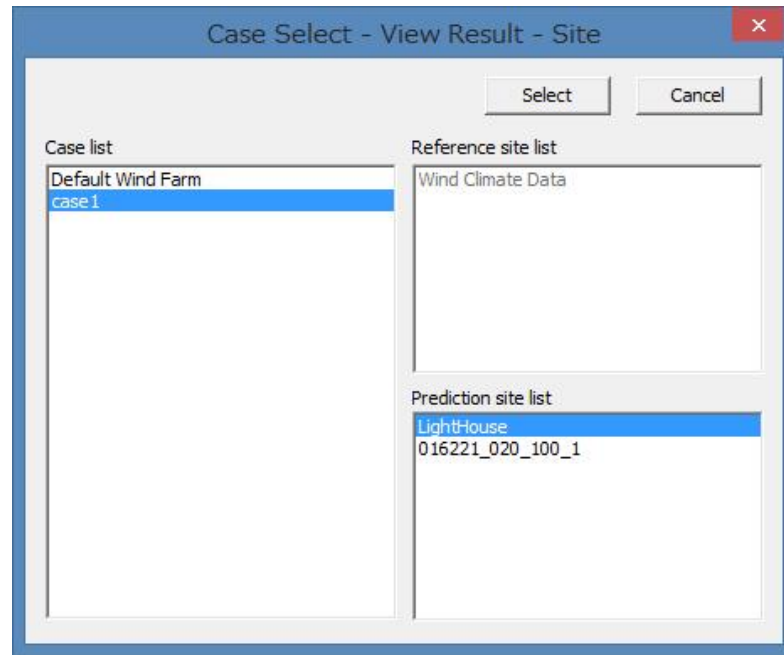 Case Select - View Result - Site
Select
Cancel
Case list
Default Wind Farm
case1
Reference site list
Wind Climate Data
Prediction site list
LightHouse
016221_020_100_1